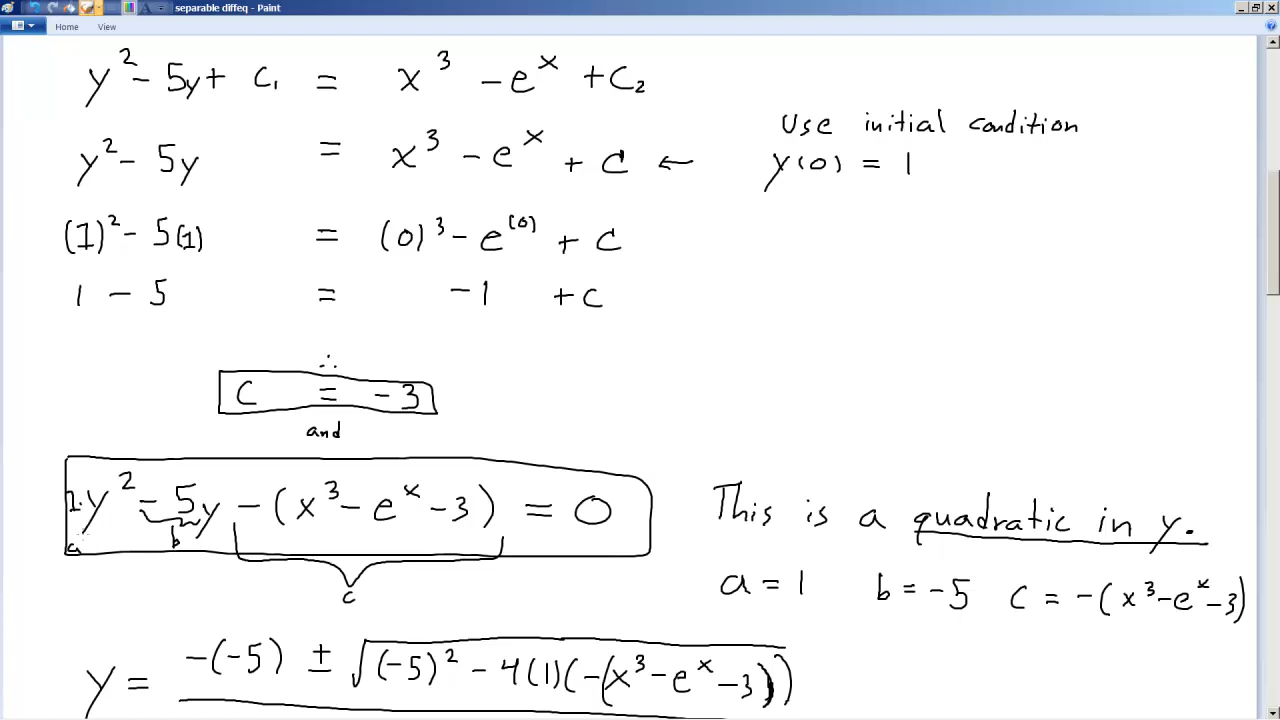 separable diffeq - Paint
Home View
y² - 5y + C₁ = x³ - eˣ + C₂
Use initial condition
y² - 5y = x³ - eˣ + C ←
y(0) = 1
(1)² - 5(1) = (0)³ - e⁽⁰⁾ + C
1 - 5 = -1 + C
∴
C = -3
and
1·y² - 5y - (x³ - eˣ - 3) = 0
a b
c
This is a quadratic in y.
a = 1 b = -5 C = -(x³ - eˣ - 3)
y = -(-5) ± √(-5)² - 4(1)(-(x³ - eˣ - 3))